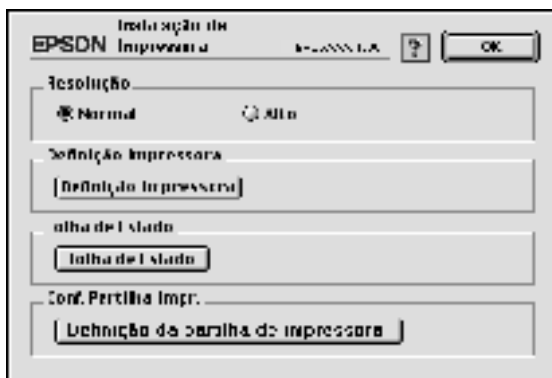 EPSON Instalação de
Impressora ? OK
Resolução
Normal Alto
Definição Impressora
Definição Impressora
Folha de Estado
Folha de Estado
Conf. Partilha Impr.
Definição da partilha de impressora